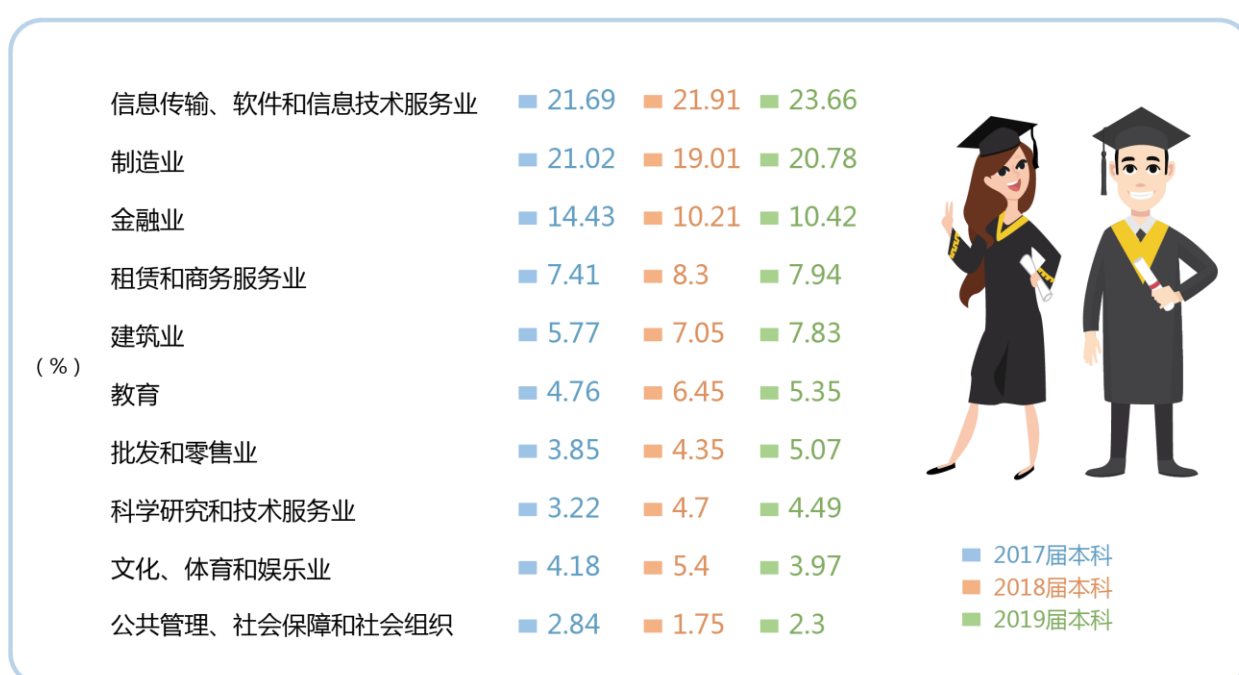 信息传输、软件和信息技术服务业 21.69 21.91 23.66
制造业 21.02 19.01 20.78
金融业 14.43 10.21 10.42
租赁和商务服务业 7.41 8.3 7.94
建筑业 5.77 7.05 7.83
(%)
教育 4.76 6.45 5.35
批发和零售业 3.85 4.35 5.07
科学研究和技术服务业 3.22 4.7 4.49
文化、体育和娱乐业 4.18 5.4 3.97
公共管理、社会保障和社会组织 2.84 1.75 2.3
2017届本科
2018届本科
2019届本科